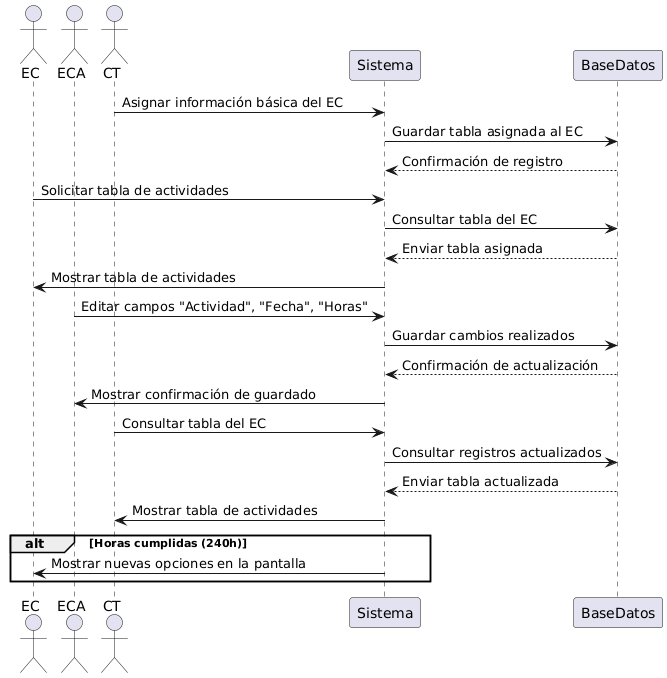 EC ECA CT Sistema BaseDatos
Asignar información básica del EC
Guardar tabla asignada al EC
Confirmación de registro
Solicitar tabla de actividades
Consultar tabla del EC
Enviar tabla asignada
Mostrar tabla de actividades
Editar campos "Actividad", "Fecha", "Horas"
Guardar cambios realizados
Confirmación de actualización
Mostrar confirmación de guardado
Consultar tabla del EC
Consultar registros actualizados
Enviar tabla actualizada
Mostrar tabla de actividades
alt [Horas cumplidas (240h)]
Mostrar nuevas opciones en la pantalla
EC ECA CT Sistema BaseDatos